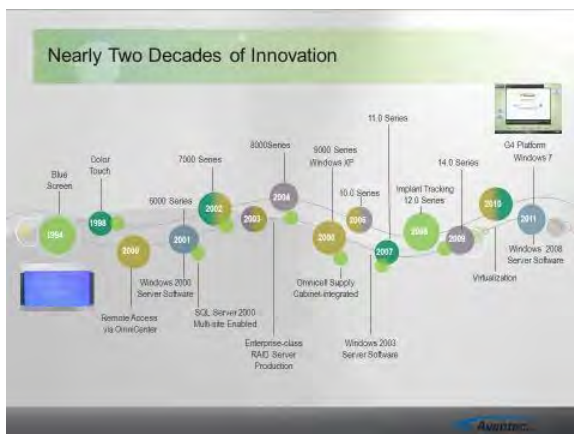 Nearly Two Decades of Innovation
Blue
Screen
1994
Color
Touch
1998
2000
Remote Access
via OmniCenter
6000 Series
2001
Windows 2000
Server Software
7000 Series
2002
SQL Server 2000
Multi-site Enabled
2003
Enterprise-class
RAID Server
Production
8000Series
2004
9000 Series
Windows XP
Omnicell Supply
Cabinet-integrated
10.0 Series
2006
11.0 Series
2007
Windows 2003
Server Software
Implant Tracking
12.0 Series
2008
14.0 Series
2009
2010
Virtualization
G4 Platform
Windows 7
2011
Windows 2008
Server Software
Aventec